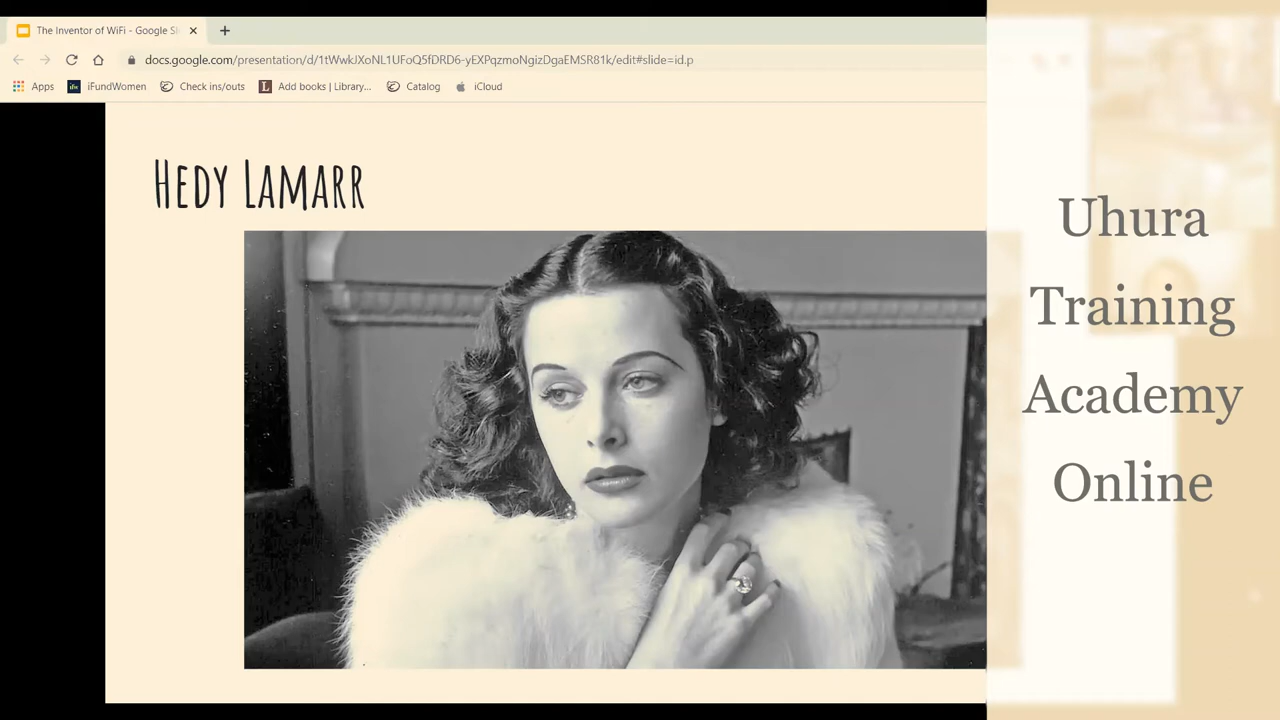 The Inventor of WiFi - Google Sl
docs.google.com/presentation/d/1tWwkJXoNL1UFoQ5fDRD6-yEXPqzmoNgizDgaEMSR81k/edit#slide=id.p
Apps iFundWomen Check ins/outs Add books | Library... Catalog iCloud
HEDY LAMARR
Uhura
Training
Academy
Online